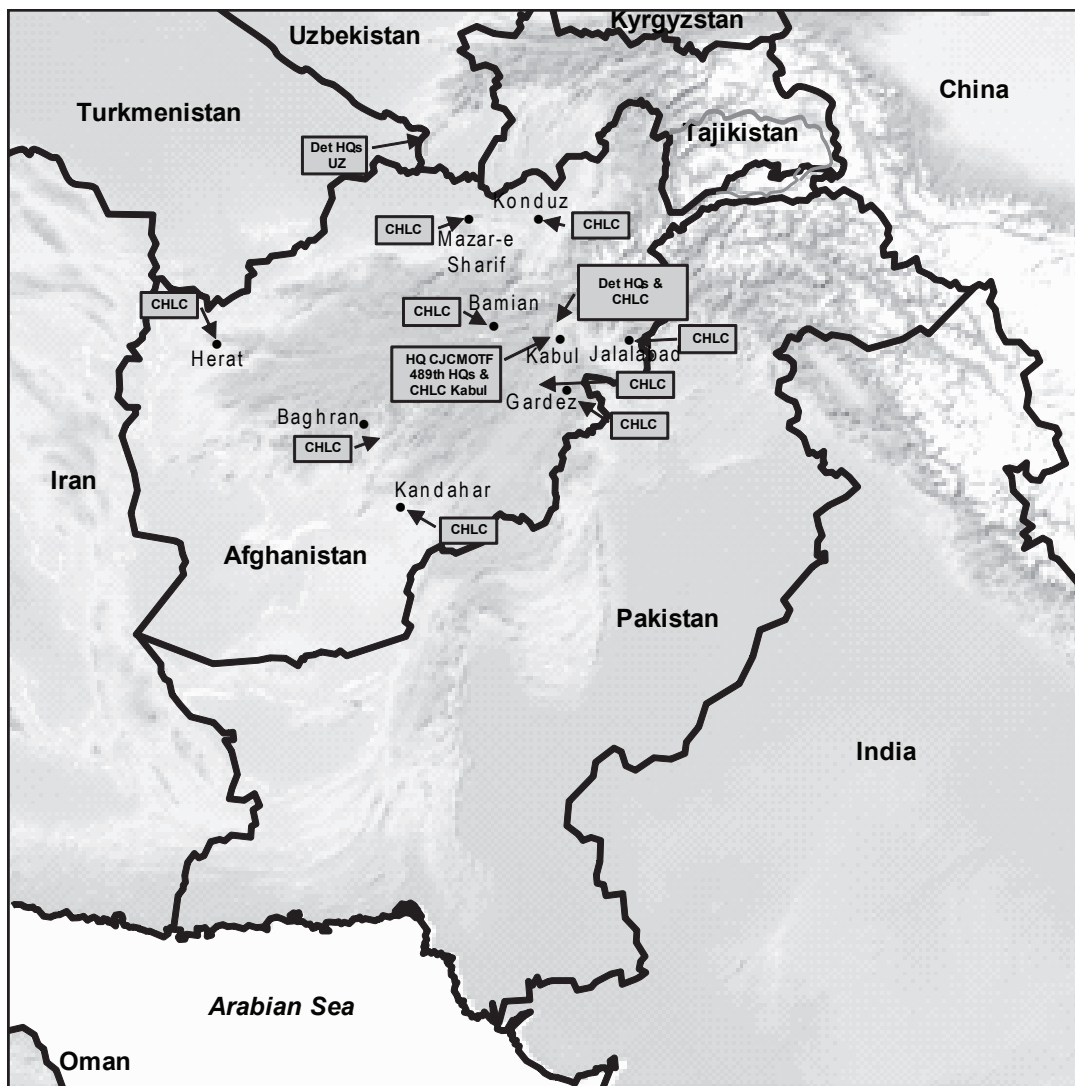 Kyrgyzstan
Uzbekistan
China
Turkmenistan
Tajikistan
Det HQs
UZ
Konduz
CHLC
Mazar-e
Sharif
CHLC
Det HQs &
CHLC
CHLC
Bamian
CHLC
Herat
CHLC
Kabul
Jalalabad
HQ CJCMOTF
489th HQs &
CHLC Kabul
CHLC
Gardez
CHLC
Baghran
CHLC
Iran
Kandahar
CHLC
Afghanistan
Pakistan
India
Arabian Sea
Oman